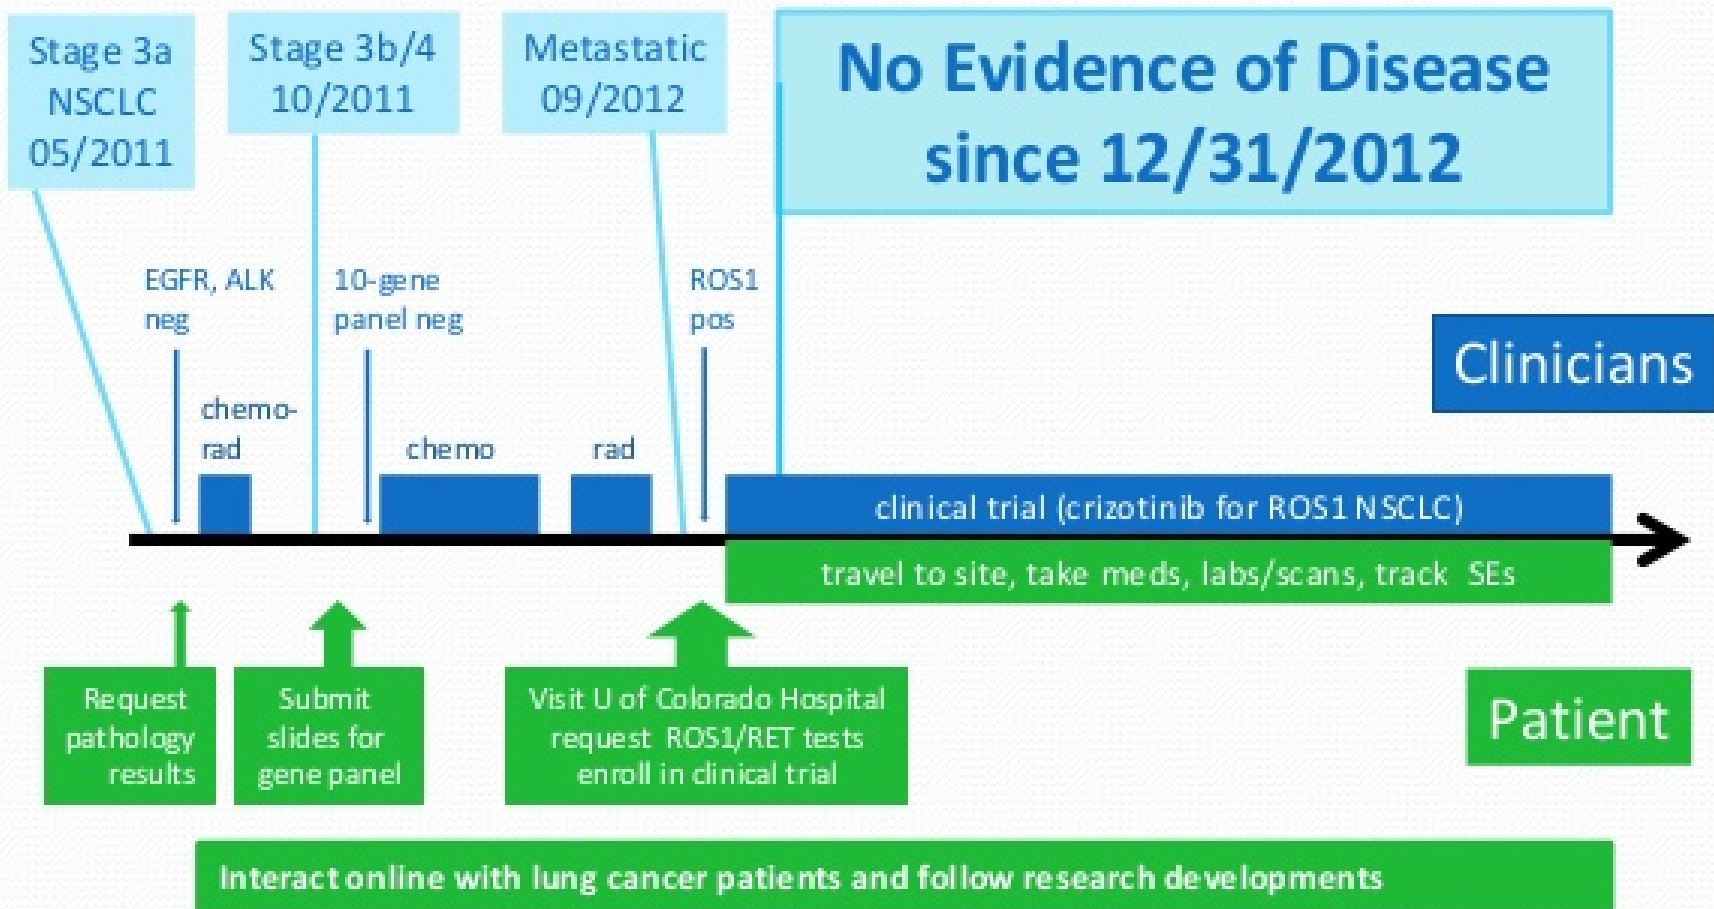 Stage 3a
NSCLC
05/2011
Stage 3b/4
10/2011
Metastatic
09/2012
No Evidence of Disease
since 12/31/2012
EGFR, ALK
neg
10-gene
panel neg
ROS1
pos
Clinicians
chemo-
rad
chemo
rad
clinical trial (crizotinib for ROS1 NSCLC)
travel to site, take meds, labs/scans, track SEs
Request
pathology
results
Submit
slides for
gene panel
Visit U of Colorado Hospital
request ROS1/RET tests
enroll in clinical trial
Patient
Interact online with lung cancer patients and follow research developments